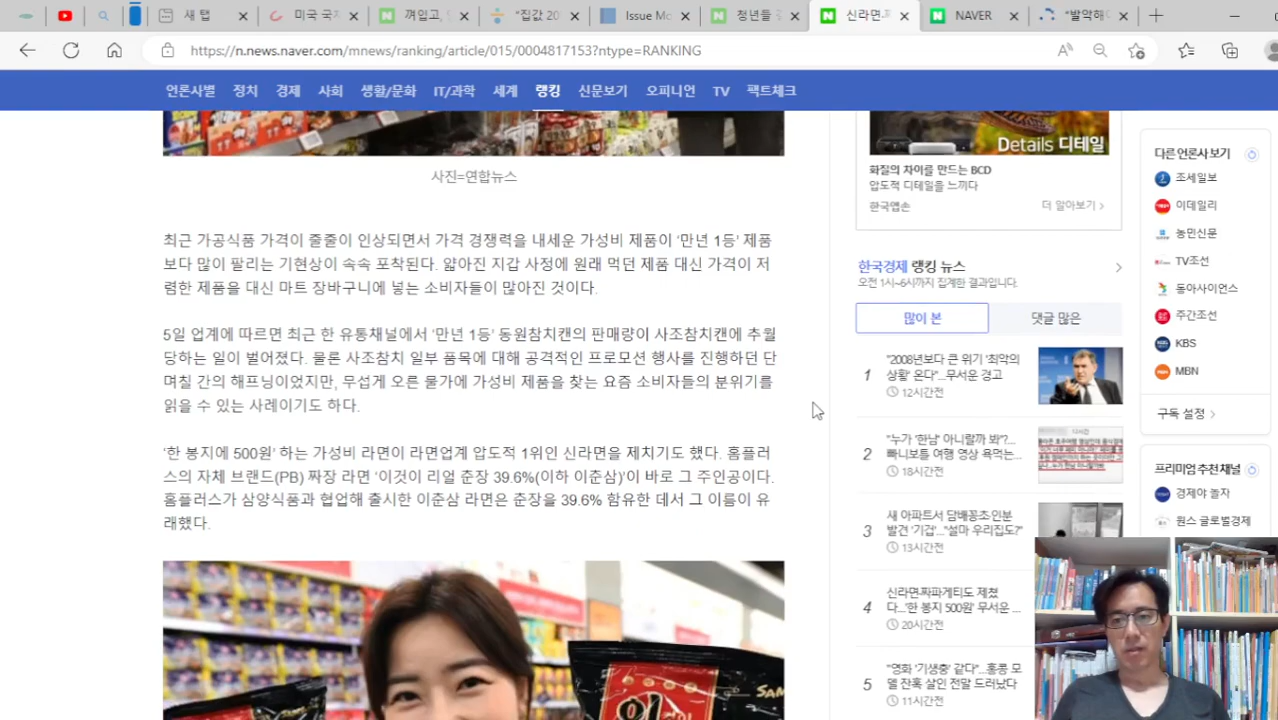 새 탭
미국 국
껴입고,
"집값 20
Issue Mo
청년들
신라면.짜
NAVER
"발악해
https://n.news.naver.com/mnews/ranking/article/015/0004817153?ntype=RANKING
언론사별 정치 경제 사회 생활/문화 IT/과학 세계 랭킹 신문보기 오피니언 TV 팩트체크
사진=연합뉴스
최근 가공식품 가격이 줄줄이 인상되면서 가격 경쟁력을 내세운 가성비 제품이 '만년 1등' 제품
보다 많이 팔리는 기현상이 속속 포착된다. 얇아진 지갑 사정에 원래 먹던 제품 대신 가격이 저
렴한 제품을 대신 마트 장바구니에 넣는 소비자들이 많아진 것이다.
5일 업계에 따르면 최근 한 유통채널에서 '만년 1등' 동원참치캔의 판매량이 사조참치캔에 추월
당하는 일이 벌어졌다. 물론 사조참치 일부 품목에 대해 공격적인 프로모션 행사를 진행하던 단
며칠 간의 해프닝이었지만, 무섭게 오른 물가에 가성비 제품을 찾는 요즘 소비자들의 분위기를
읽을 수 있는 사례이기도 하다.
'한 봉지에 500원' 하는 가성비 라면이 라면업계 압도적 1위인 신라면을 제치기도 했다. 홈플러
스의 자체 브랜드(PB) 짜장 라면 '이것이 리얼 춘장 39.6%(이하 이춘삼)'이 바로 그 주인공이다.
홈플러스가 삼양식품과 협업해 출시한 이춘삼 라면은 춘장을 39.6% 함유한 데서 그 이름이 유
래했다.
Details 디테일
화질의 차이를 만드는 BCD
압도적 디테일을 느끼다
한국엡손
더 알아보기 >
한국경제 랭킹 뉴스
오전 1시~6시까지 집계한 결과입니다.
많이 본
댓글 많은
1
"2008년보다 큰 위기 '최악의
상황' 온다"...무서운 경고
12시간전
2
"누가 '한남' 아니랄까 봐"?...
빠니보틀 여행 영상 욕먹는...
18시간전
3
새 아파트서 담배꽁초·인분
발견 '기겁'..."설마 우리집도?"
13시간전
4
신라면·짜파게티도 제쳤
다...'한 봉지 500원' 무서운 ...
20시간전
5
"영화 '기생충' 같다"...홍콩 모
델 잔혹 살인 전말 드러났다
11시간전
다른 언론사 보기
조세일보
이데일리
농민신문
TV조선
동아사이언스
주간조선
KBS
MBN
구독 설정 >
프리미엄 추천 채널
경제야 놀자
원스 글로벌경제